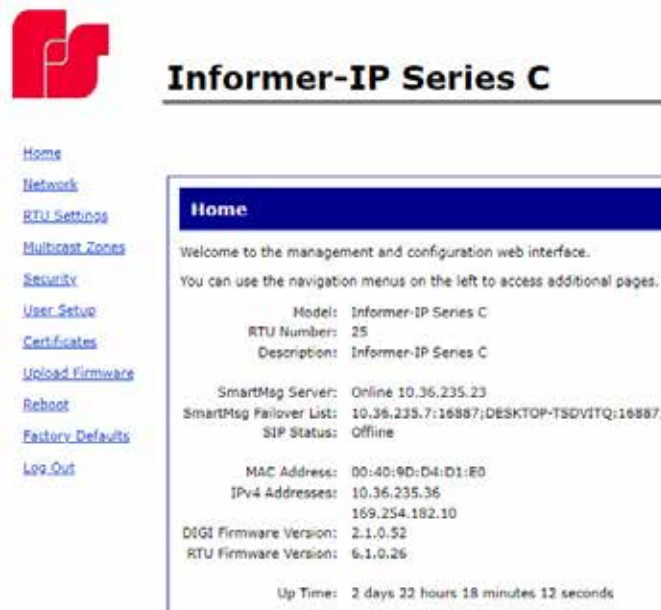 Informer-IP Series C
Home
Network
RTU Settings
Multicast Zones
Security
User Setup
Certificates
Upload Firmware
Reboot
Factory Defaults
Log Out
Home
Welcome to the management and configuration web interface.
You can use the navigation menus on the left to access additional pages.
Model: Informer-IP Series C
RTU Number: 25
Description: Informer-IP Series C
SmartMsg Server: Online 10.36.235.23
SmartMsg Failover List: 10.36.235.7:16887;DESKTOP-TSDVITQ:16887
SIP Status: Offline
MAC Address: 00:40:9D:D4:D1:E0
IPv4 Addresses: 10.36.235.36
169.254.182.10
DIGI Firmware Version: 2.1.0.52
RTU Firmware Version: 6.1.0.26
Up Time: 2 days 22 hours 18 minutes 12 seconds